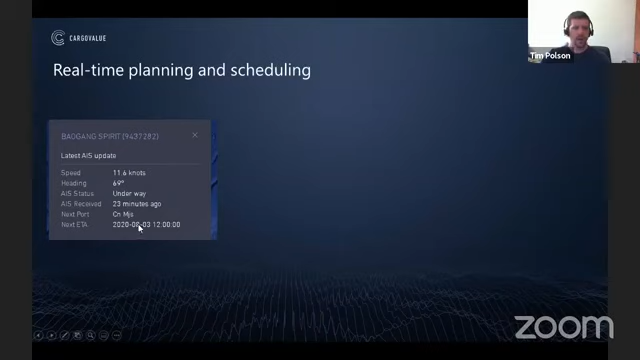 CARGOVALUE
Tim Polson
Real-time planning and scheduling
BAOGANG SPIRIT (9437282)
Latest AIS update
Speed 11.6 knots
Heading 69°
AIS Status Under way
AIS Received 23 minutes ago
Next Port Cn Mjs
Next ETA 2020-08-03 12:00:00
zoom